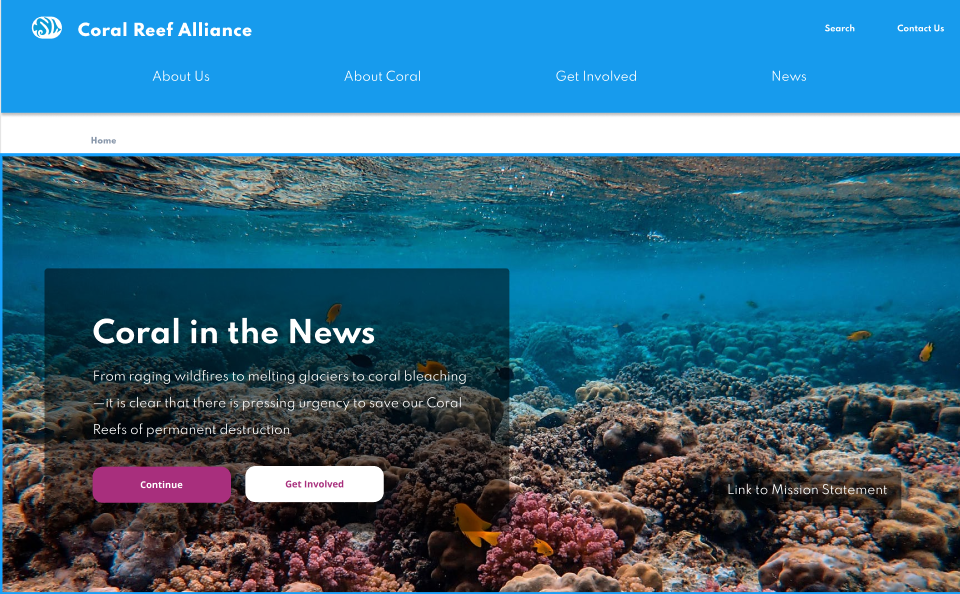 Coral Reef Alliance
Search
Contact Us
About Us
About Coral
Get Involved
News
Home
Coral in the News
From raging wildfires to melting glaciers to coral bleaching
—it is clear that there is pressing urgency to save our Coral
Reefs of permanent destruction
Continue
Get Involved
Link to Mission Statement